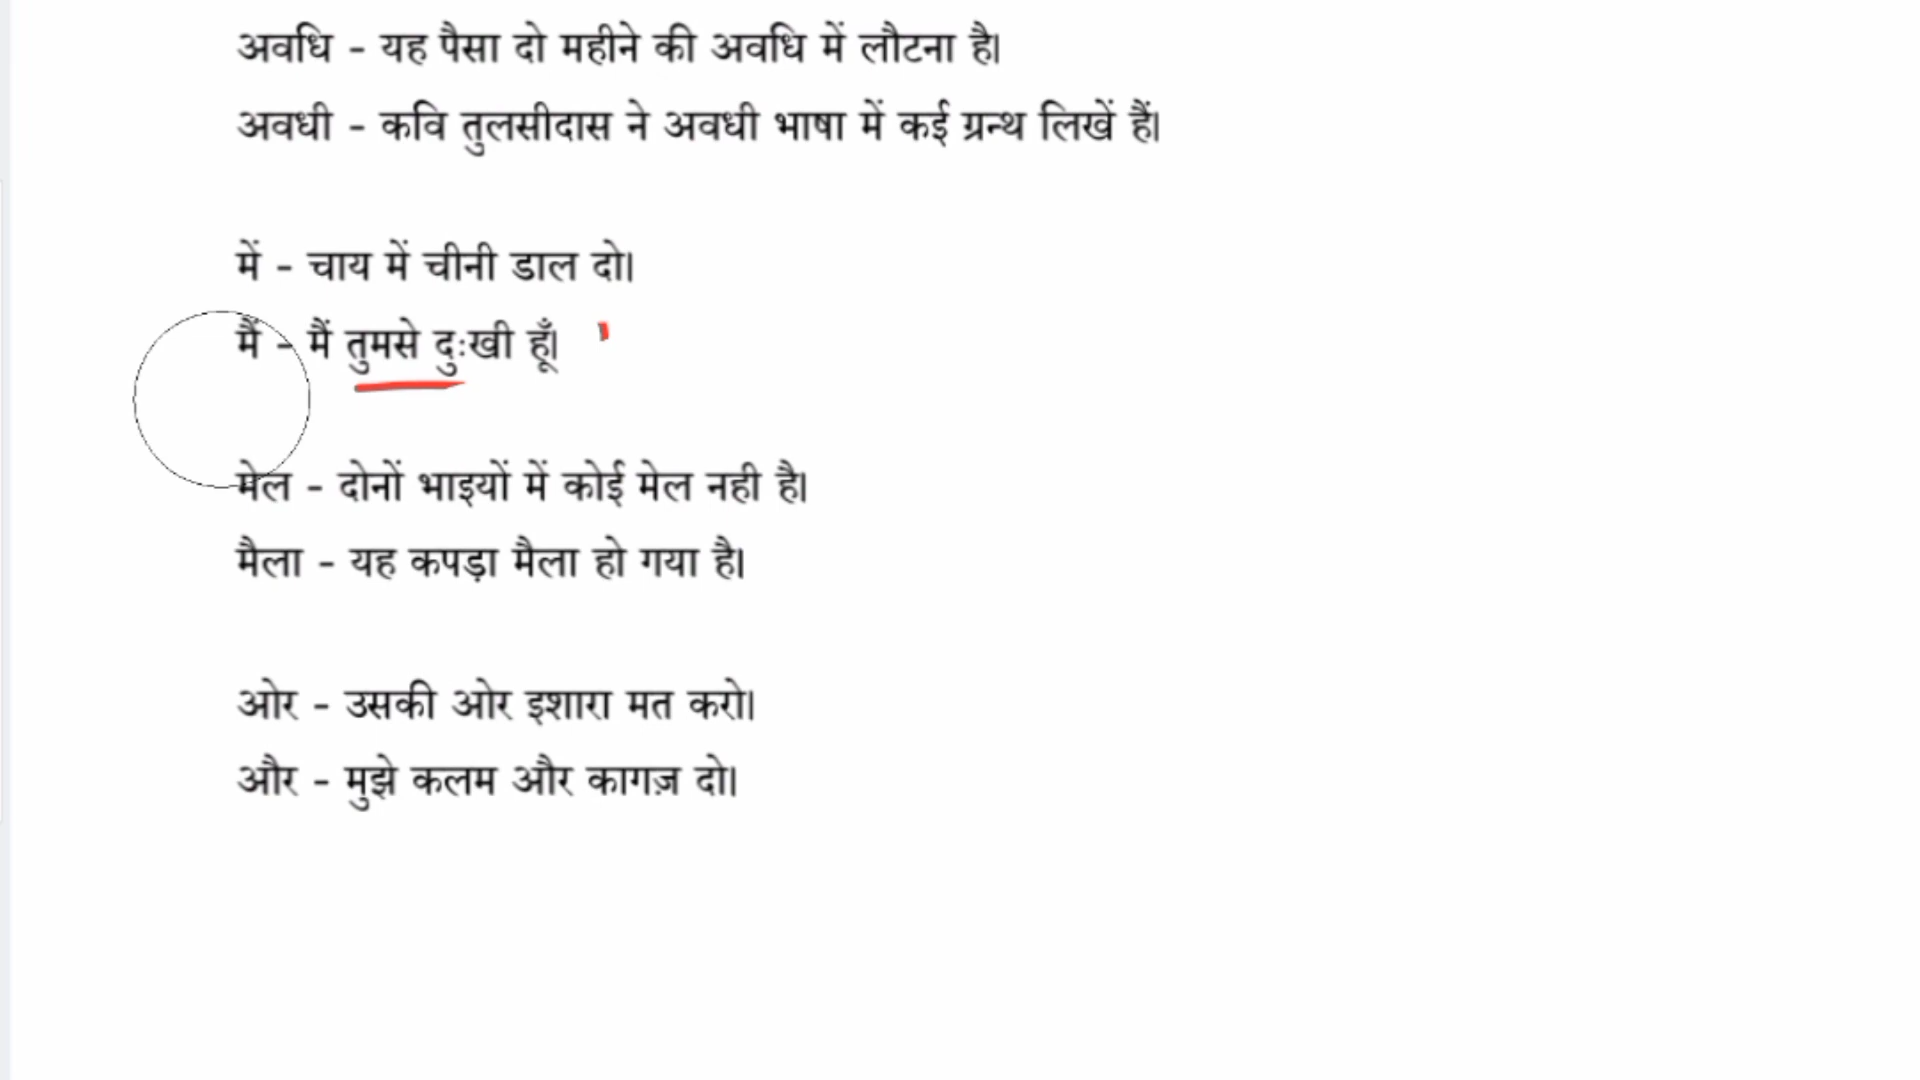 अवधि - यह पैसा दो महीने की अवधि में लौटना है।
अवधी - कवि तुलसीदास ने अवधी भाषा में कई ग्रन्थ लिखें हैं।
में - चाय में चीनी डाल दो।
मैं - मैं तुमसे दुःखी हूँ।
मेल - दोनों भाइयों में कोई मेल नही है।
मैला - यह कपड़ा मैला हो गया है।
ओर - उसकी ओर इशारा मत करो।
और - मुझे कलम और कागज़ दो।